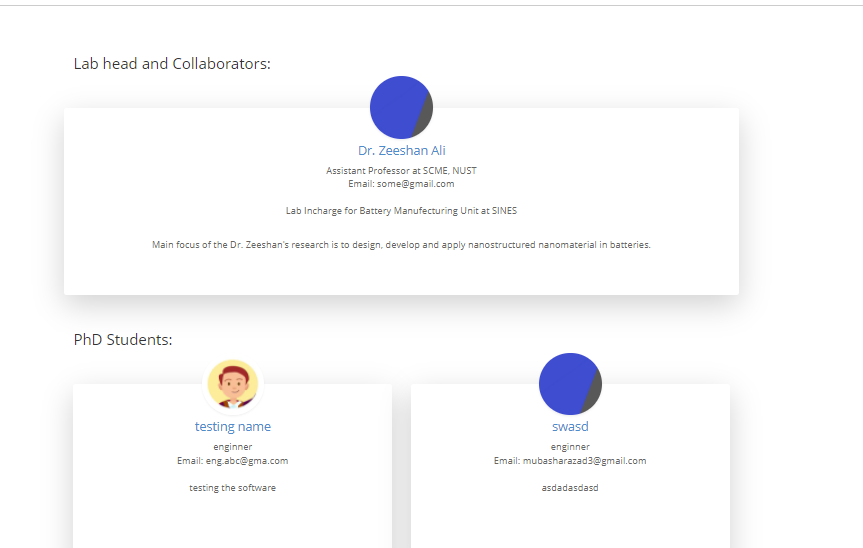 Lab head and Collaborators:
Dr. Zeeshan Ali
Assistant Professor at SCME, NUST
Email: some@gmail.com
Lab Incharge for Battery Manufecturing Unit at SINES
Main focus of the Dr. Zeeshan's research is to design, develop and apply nanostructured nanomaterial in batteries.
PhD Students:
testing name
enginner
Email: eng.abc@gma.com
testing the software
swasd
enginner
Email: mubasharazad3@gmail.com
asdadasdasd